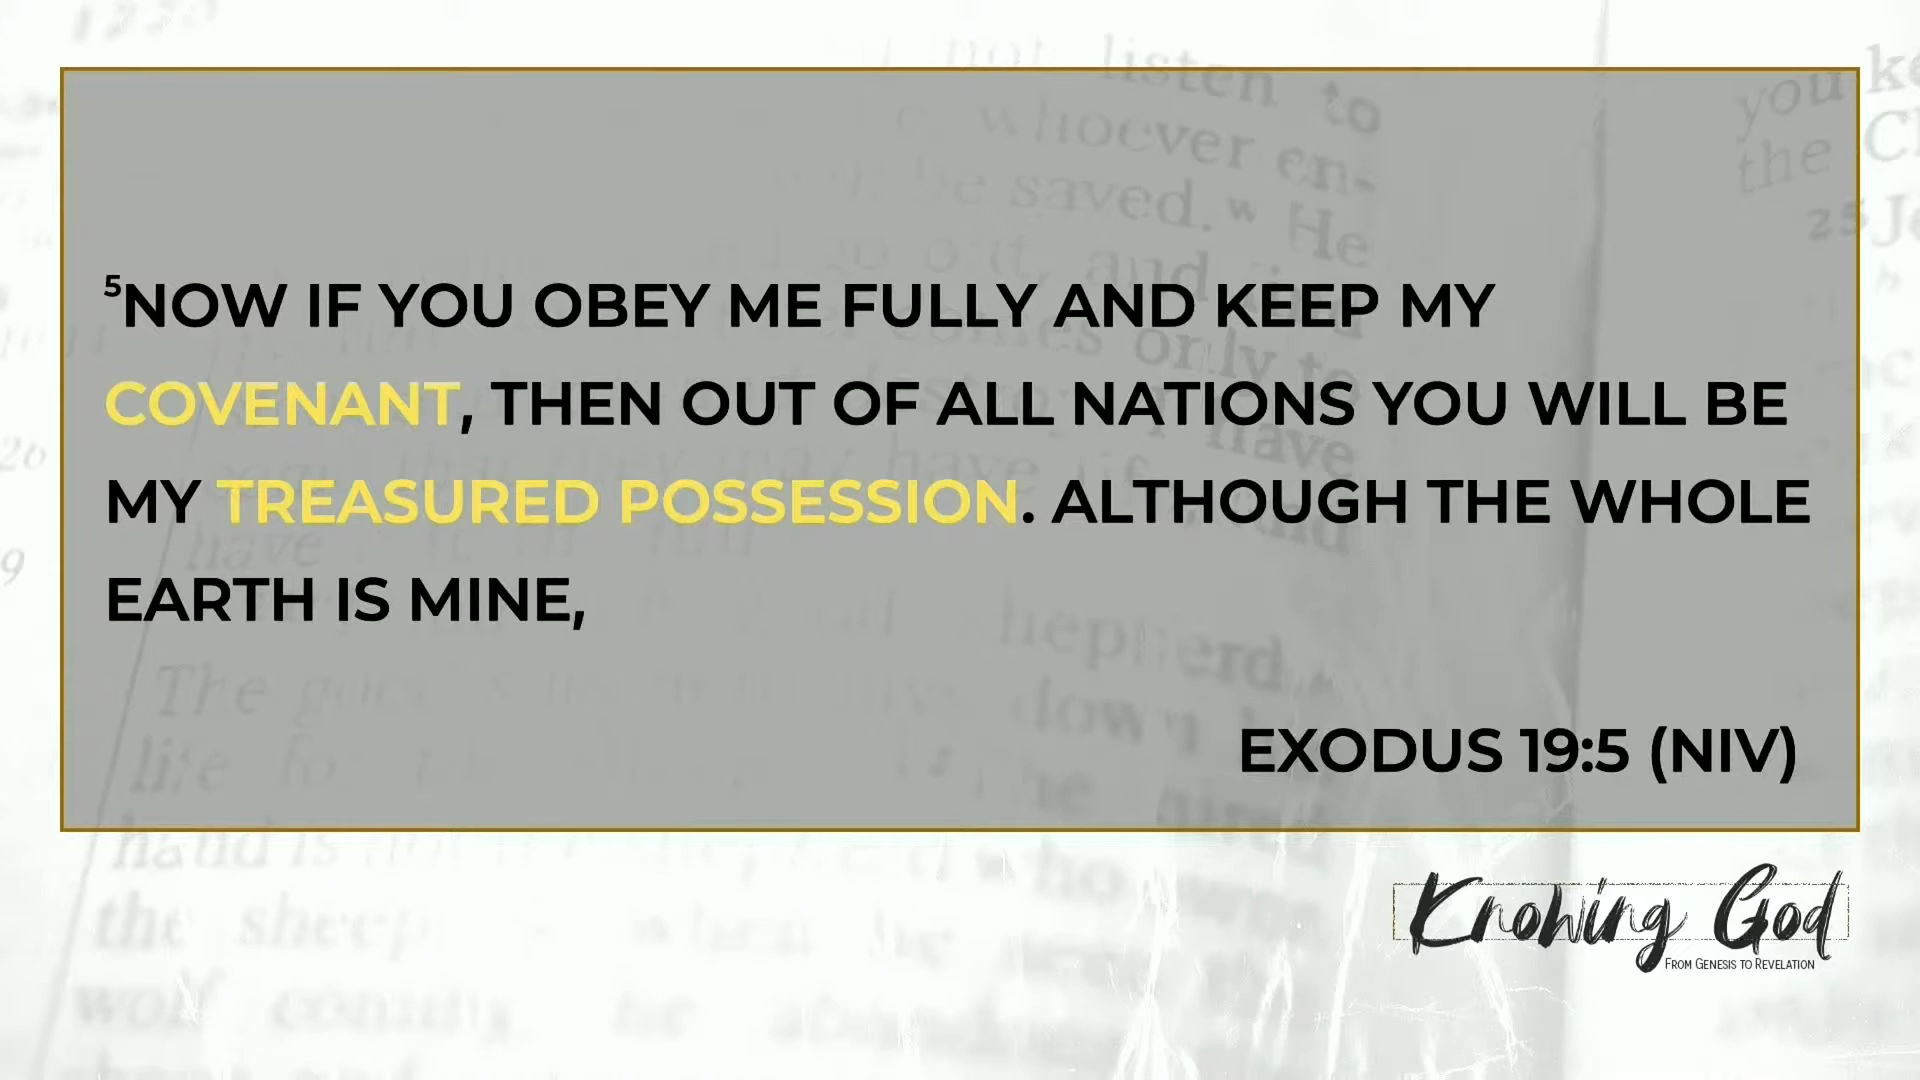 ⁵NOW IF YOU OBEY ME FULLY AND KEEP MY
COVENANT, THEN OUT OF ALL NATIONS YOU WILL BE
MY TREASURED POSSESSION. ALTHOUGH THE WHOLE
EARTH IS MINE,
EXODUS 19:5 (NIV)
Knowing God
FROM GENESIS TO REVELATION